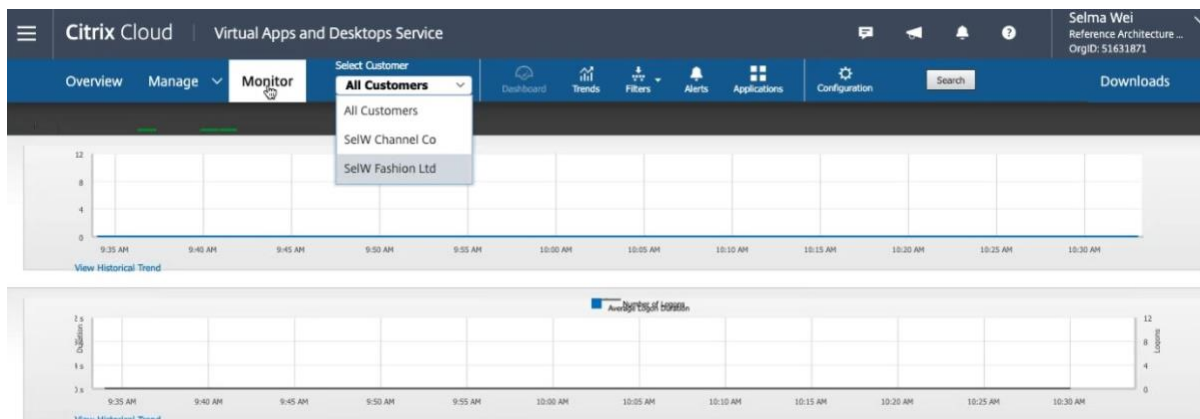 Citrix Cloud
Virtual Apps and Desktops Service
Selma Wei
Reference Architecture ...
OrgID: 51631871
Overview
Manage
Monitor
Select Customer
All Customers
All Customers
SelW Channel Co
SelW Fashion Ltd
Dashboard
Trends
Filters
Alerts
Applications
Configuration
Search
Downloads
12
8
4
0
9:35 AM 9:40 AM 9:45 AM 9:50 AM 9:55 AM 10:00 AM 10:05 AM 10:10 AM 10:15 AM 10:20 AM 10:25 AM 10:30 AM
View Historical Trend
Number of Logons
Average Logon Duration
Duration
Logons
12
8
4
0
9:35 AM 9:40 AM 9:45 AM 9:50 AM 9:55 AM 10:00 AM 10:05 AM 10:10 AM 10:15 AM 10:20 AM 10:25 AM 10:30 AM
View Historical Trend